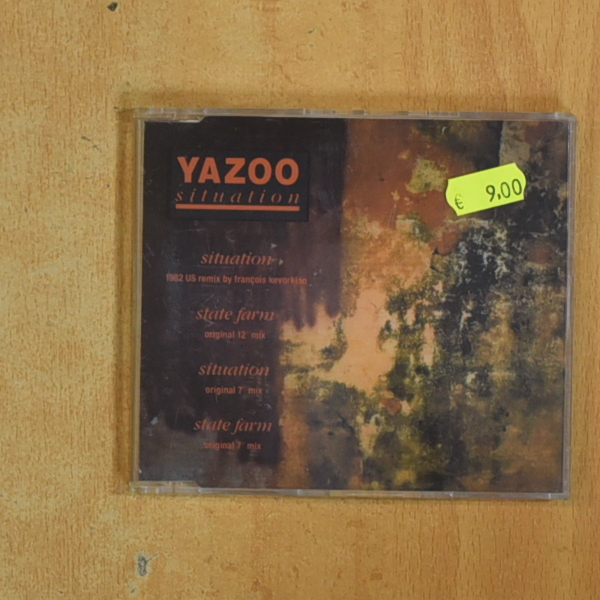 YAZOO
situation
€ 9,00
situation
1982 US remix by françois kevorkian
state farm
original 12" mix
situation
original 7" mix
state farm
original 7" mix